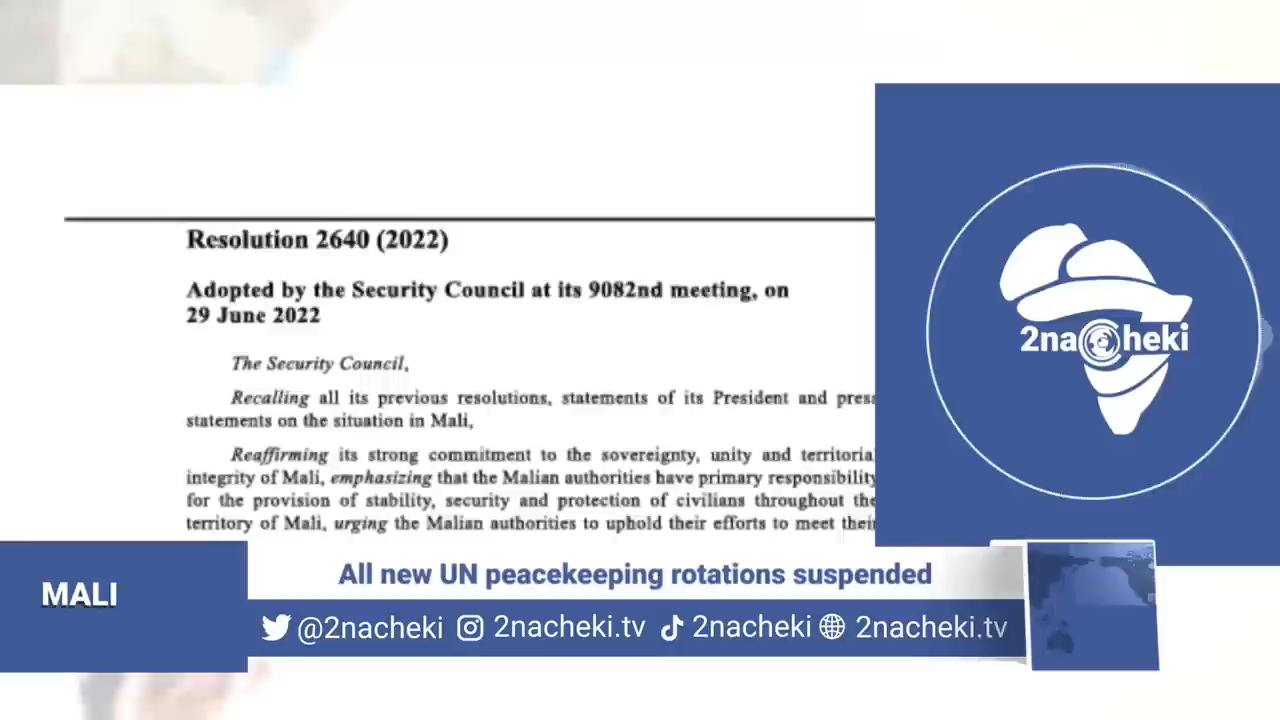 Resolution 2640 (2022)
Adopted by the Security Council at its 9082nd meeting, on
29 June 2022
The Security Council,
Recalling all its previous resolutions, statements of its President and press
statements on the situation in Mali,
Reaffirming its strong commitment to the sovereignty, unity and territoria
integrity of Mali, emphasizing that the Malian authorities have primary responsibility
for the provision of stability, security and protection of civilians throughout the
territory of Mali, urging the Malian authorities to uphold their efforts to meet their
2nacheki
MALI
All new UN peacekeeping rotations suspended
@2nacheki 2nacheki.tv 2nacheki 2nacheki.tv